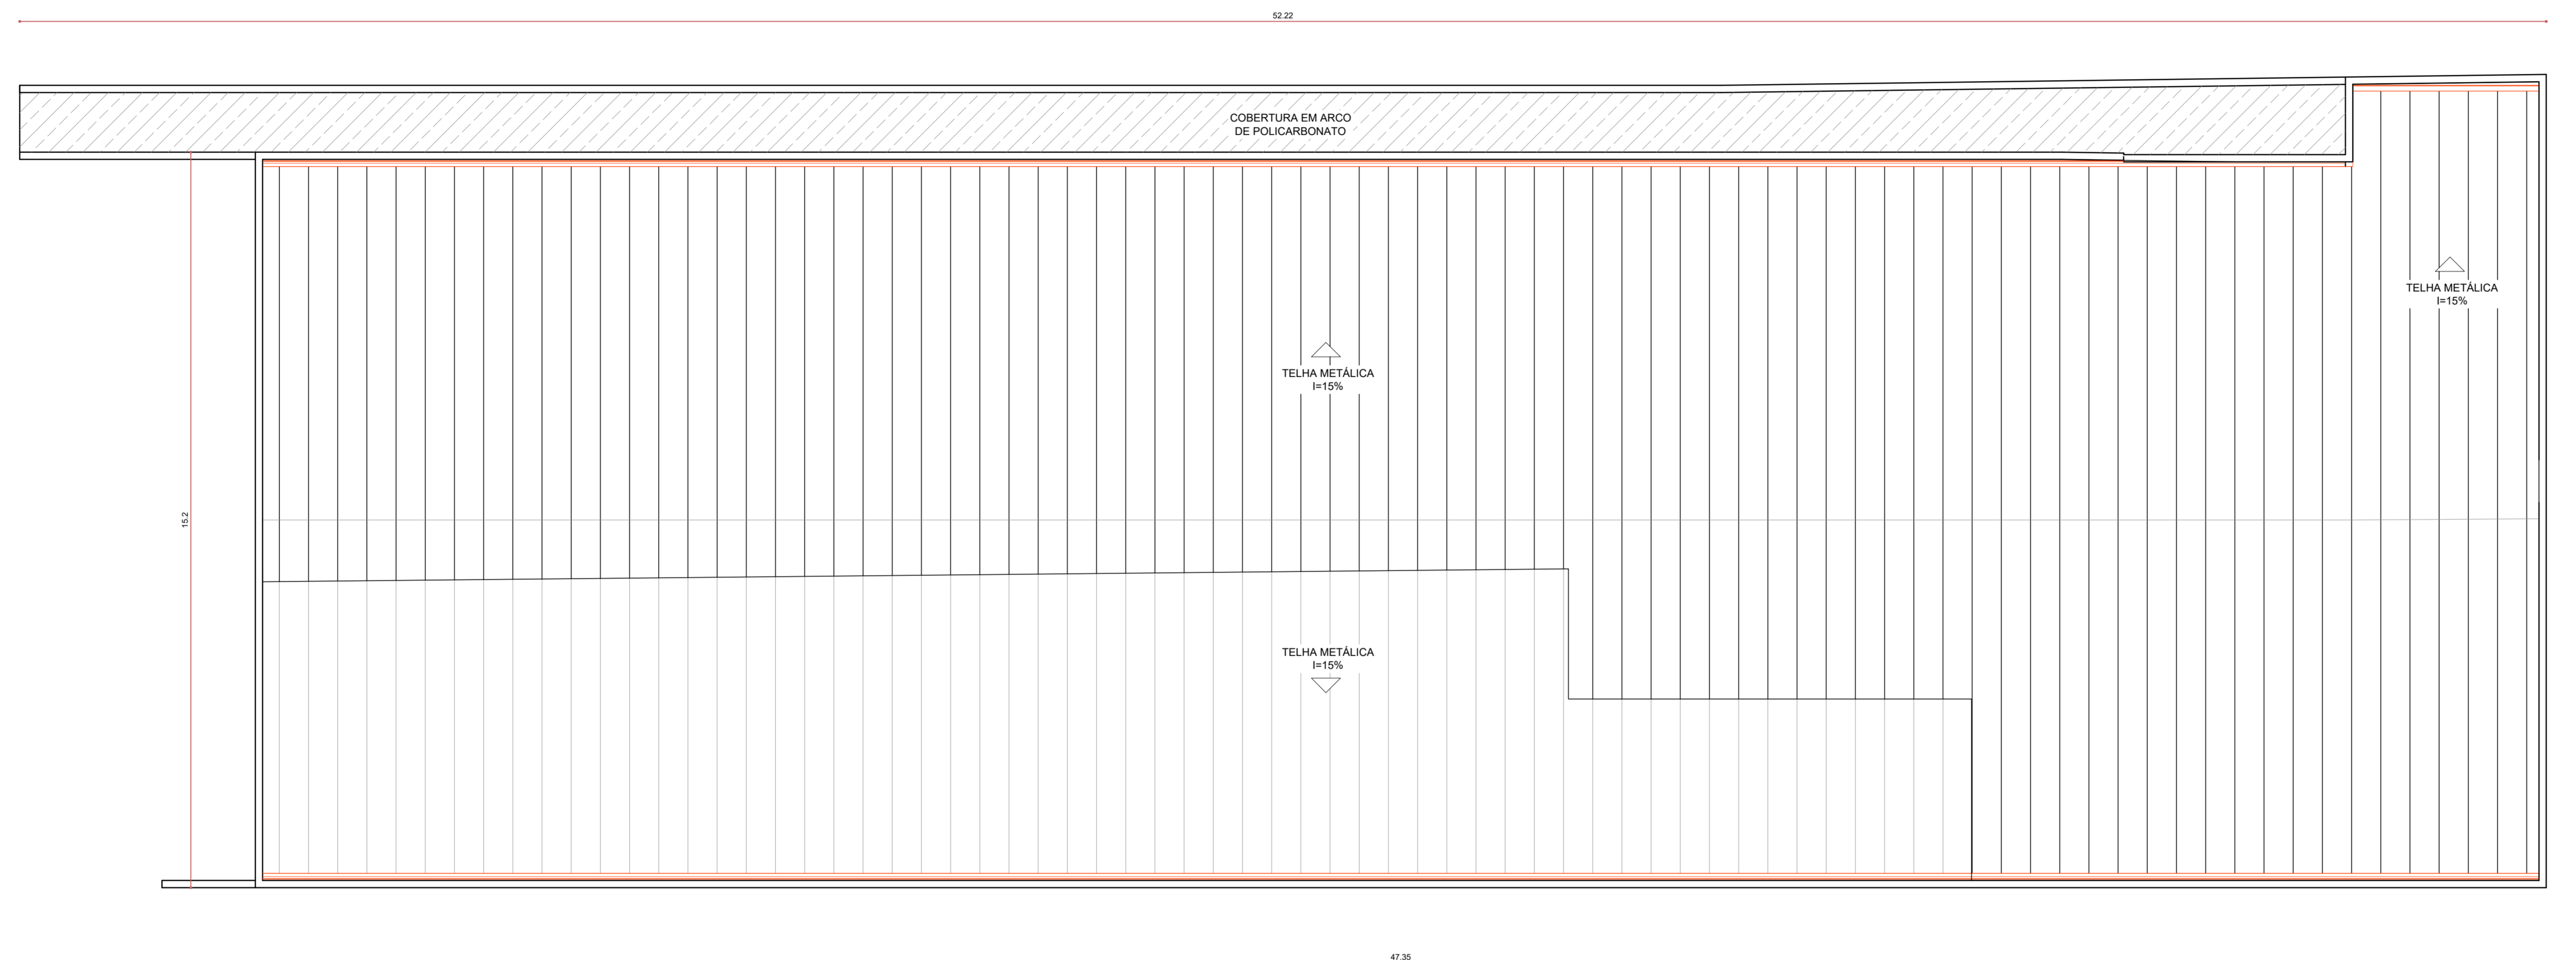 52.22
COBERTURA EM ARCO
DE POLICARBONATO
TELHA METÁLICA
I=15%
TELHA METÁLICA
I=15%
15.2
TELHA METÁLICA
I=15%
47.35